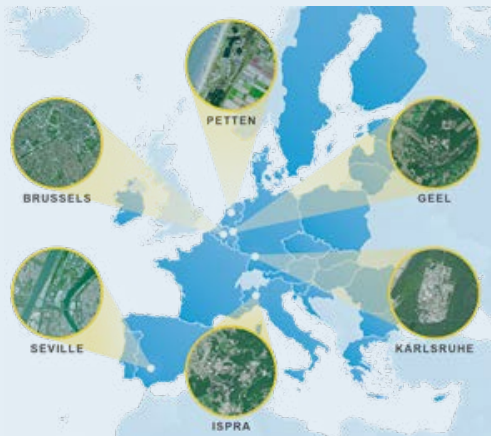 PETTEN
BRUSSELS
GEEL
SEVILLE
KARLSRUHE
ISPRA